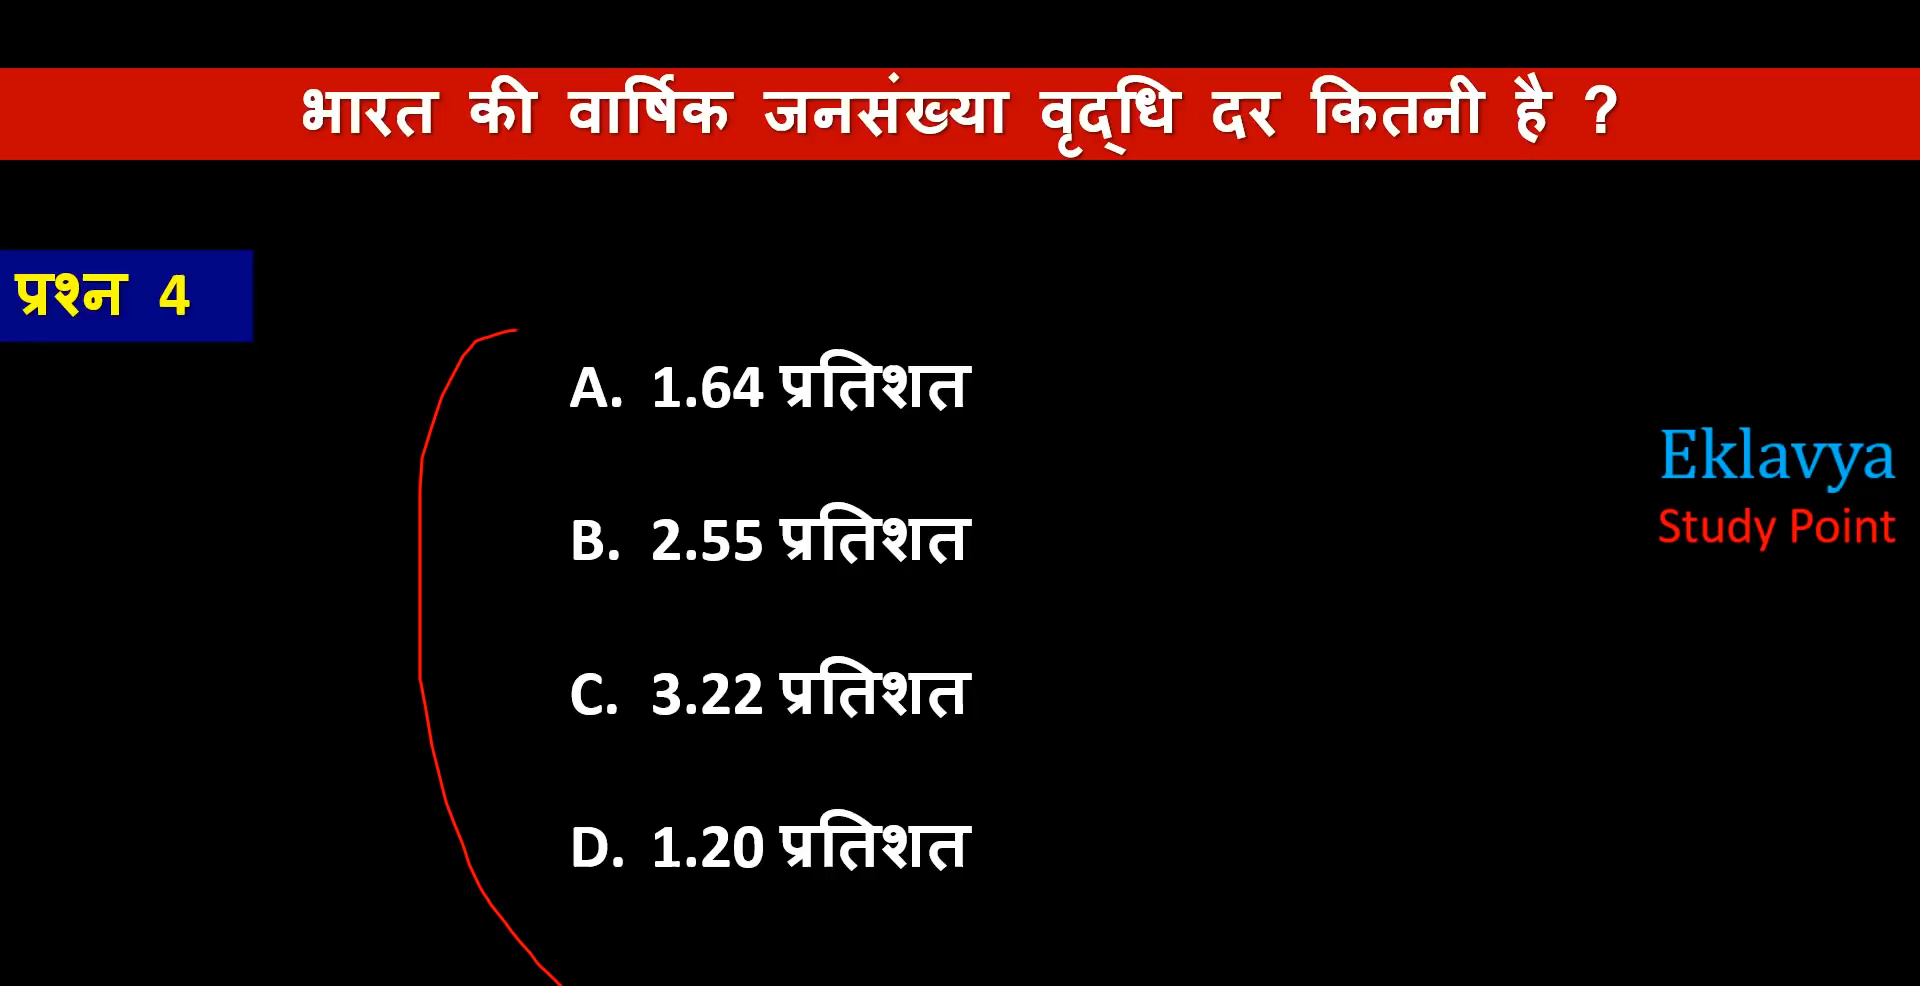 भारत की वार्षिक जनसंख्या वृद्धि दर कितनी है ?
प्रश्न 4
A. 1.64 प्रतिशत
B. 2.55 प्रतिशत
C. 3.22 प्रतिशत
D. 1.20 प्रतिशत
Eklavya
Study Point